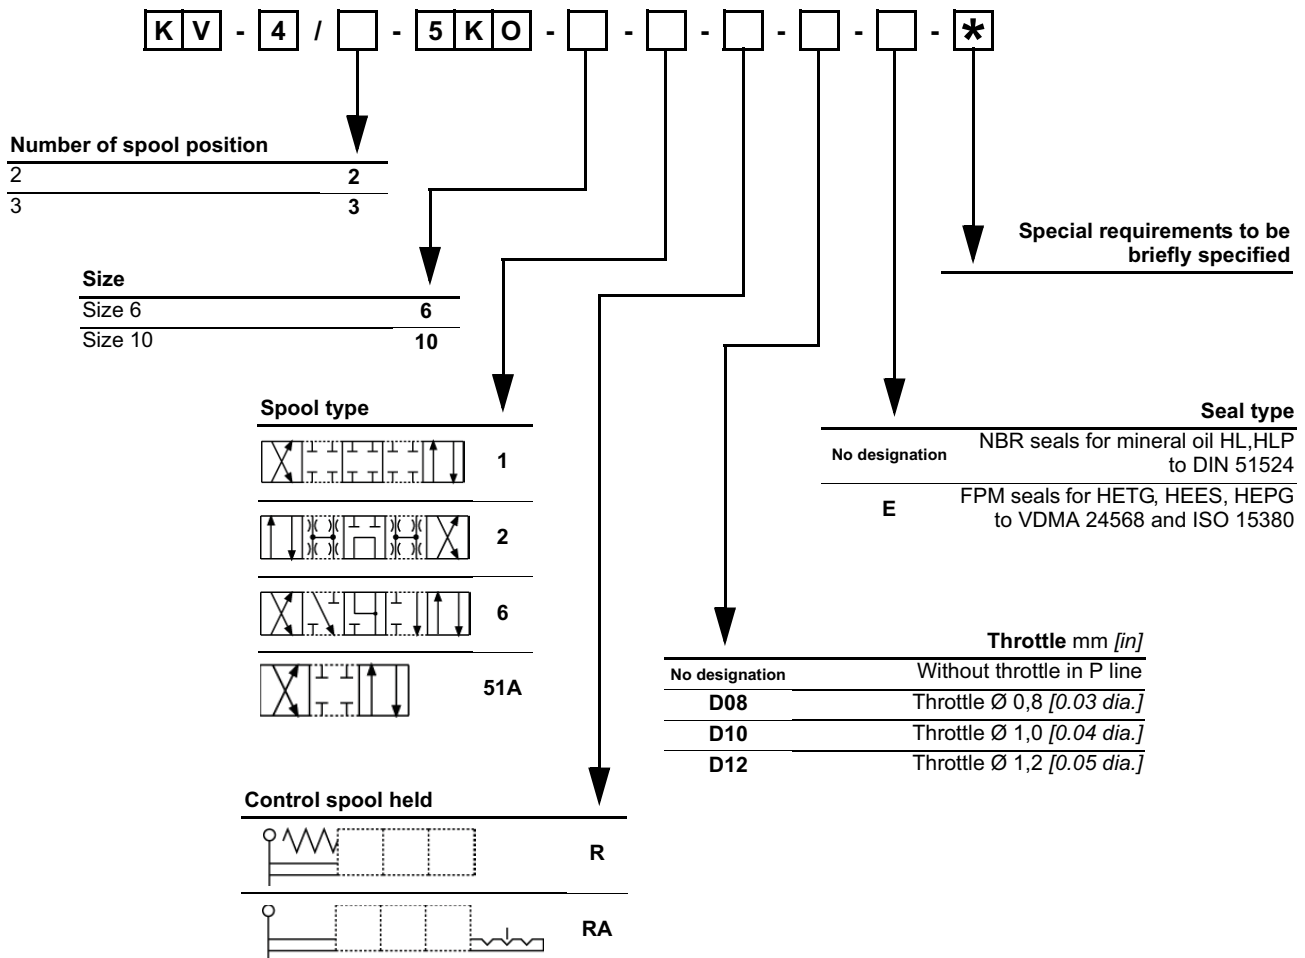 K V - 4 / - 5 K O - - - - - - *
Number of spool position
2 2
3 3
Special requirements to be
briefly specified
Size
Size 6 6
Size 10 10
Spool type
1
2
6
51A
Seal type
No designation NBR seals for mineral oil HL,HLP
to DIN 51524
E FPM seals for HETG, HEES, HEPG
to VDMA 24568 and ISO 15380
Throttle mm [in]
No designation Without throttle in P line
D08 Throttle Ø 0,8 [0.03 dia.]
D10 Throttle Ø 1,0 [0.04 dia.]
D12 Throttle Ø 1,2 [0.05 dia.]
Control spool held
R
RA